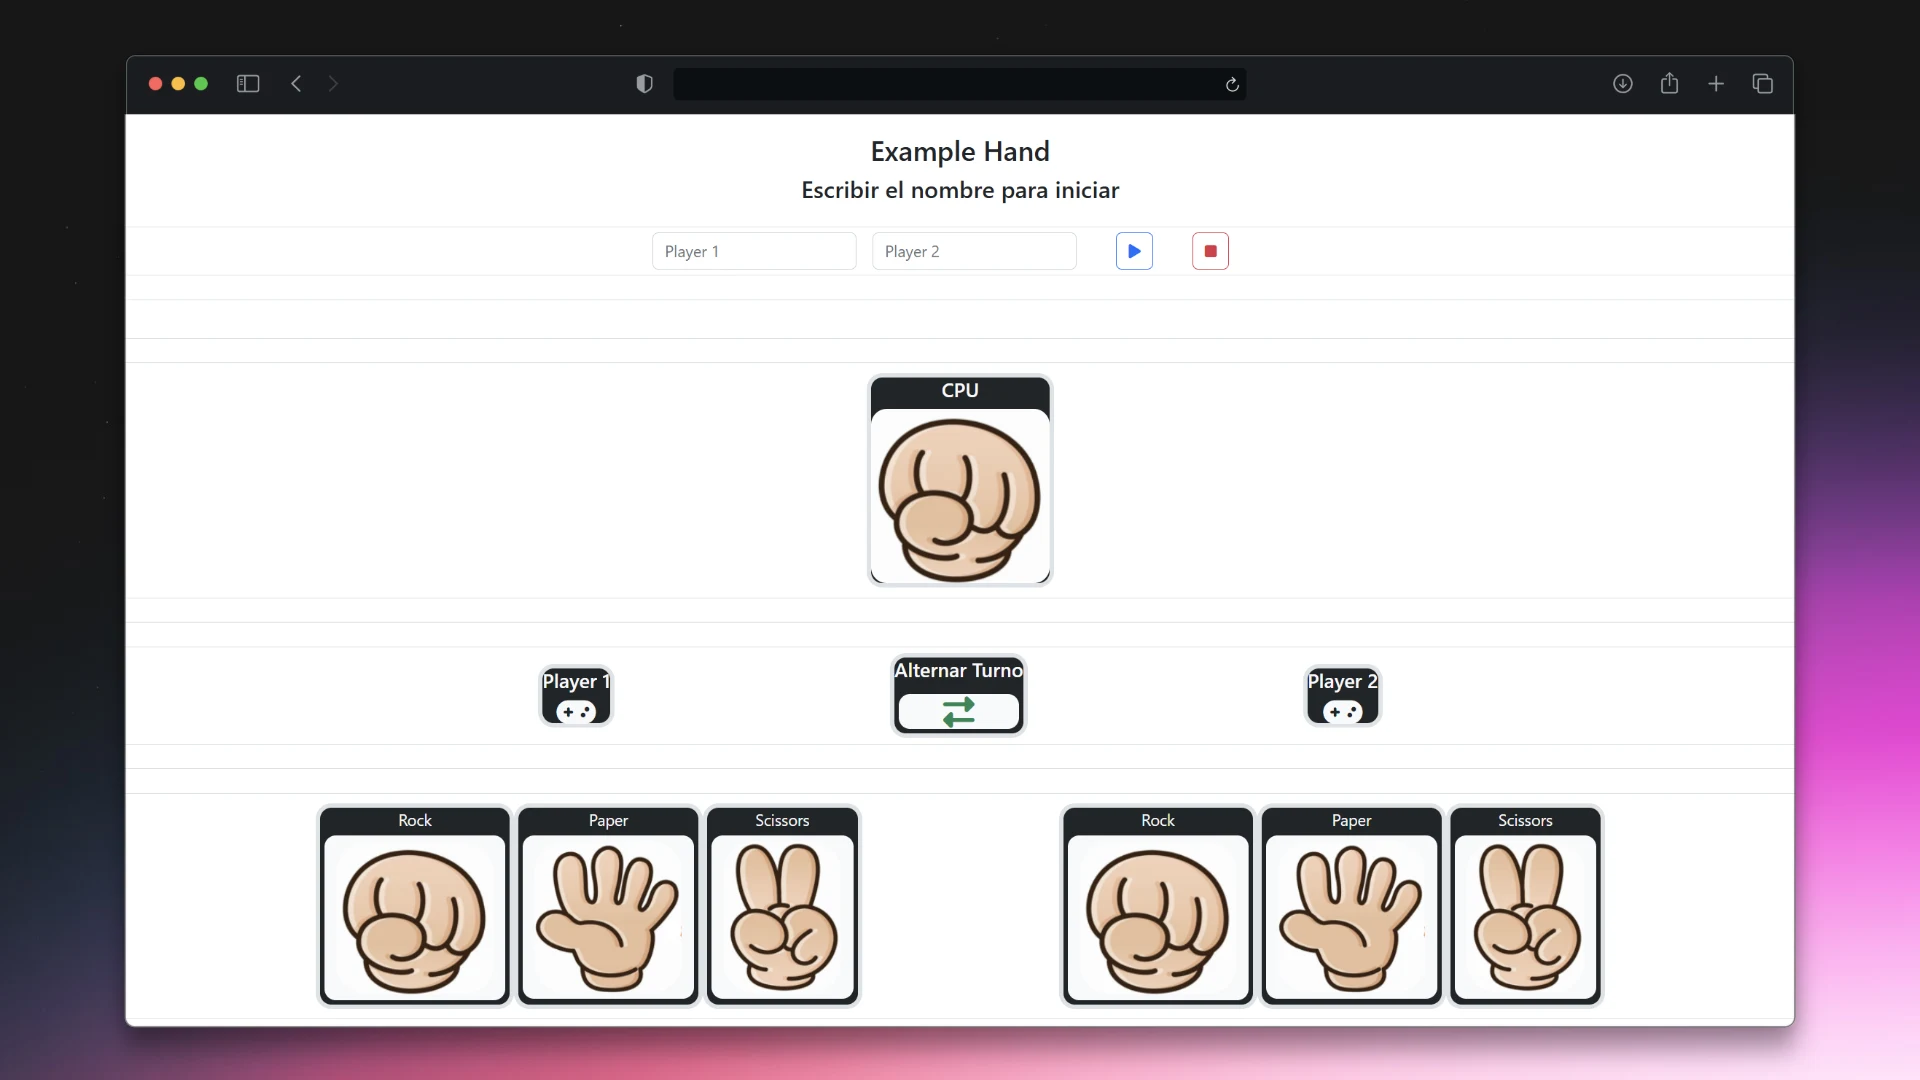 Example Hand
Escribir el nombre para iniciar
Player 1
Player 2
CPU
Player 1
Alternar Turno
Player 2
Rock
Paper
Scissors
Rock
Paper
Scissors